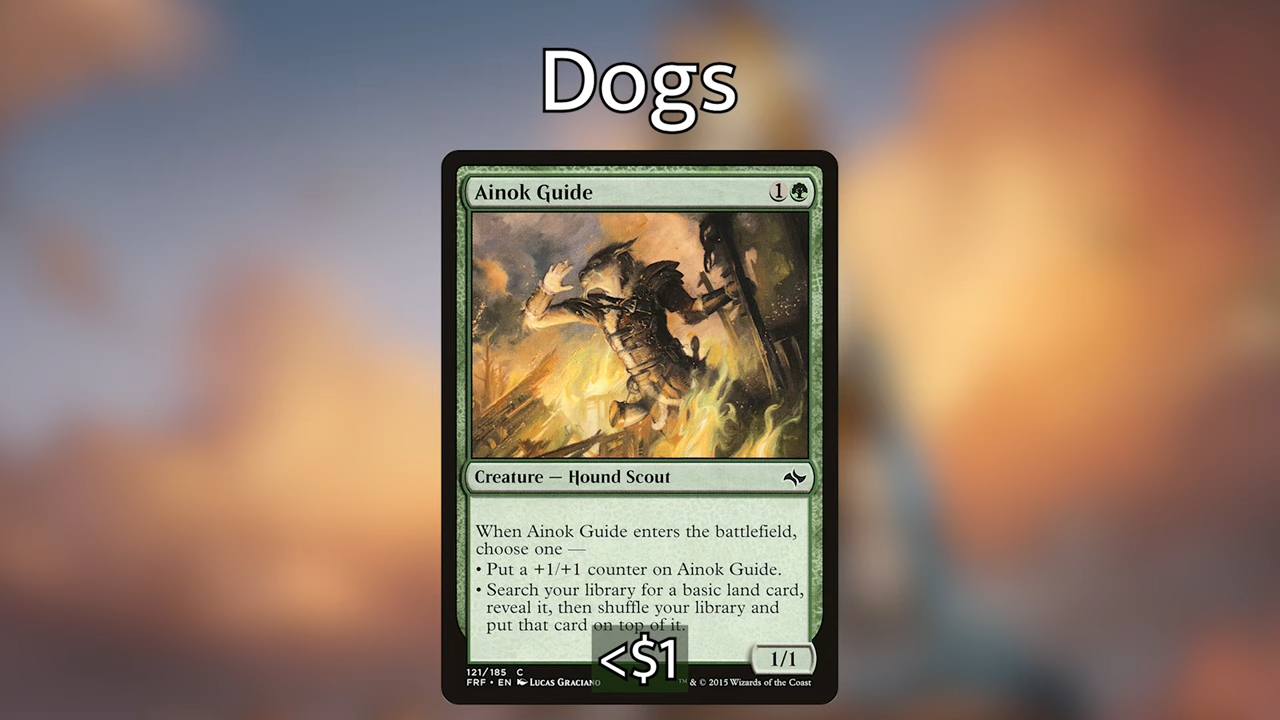 Dogs
Ainok Guide 1
Creature — Hound Scout
When Ainok Guide enters the battlefield,
choose one —
• Put a +1/+1 counter on Ainok Guide.
• Search your library for a basic land card,
reveal it, then shuffle your library and
put that card on top of it.
<$1
1/1
121/185 C
FRF • EN Lucas Graciano ™ & © 2015 Wizards of the Coast